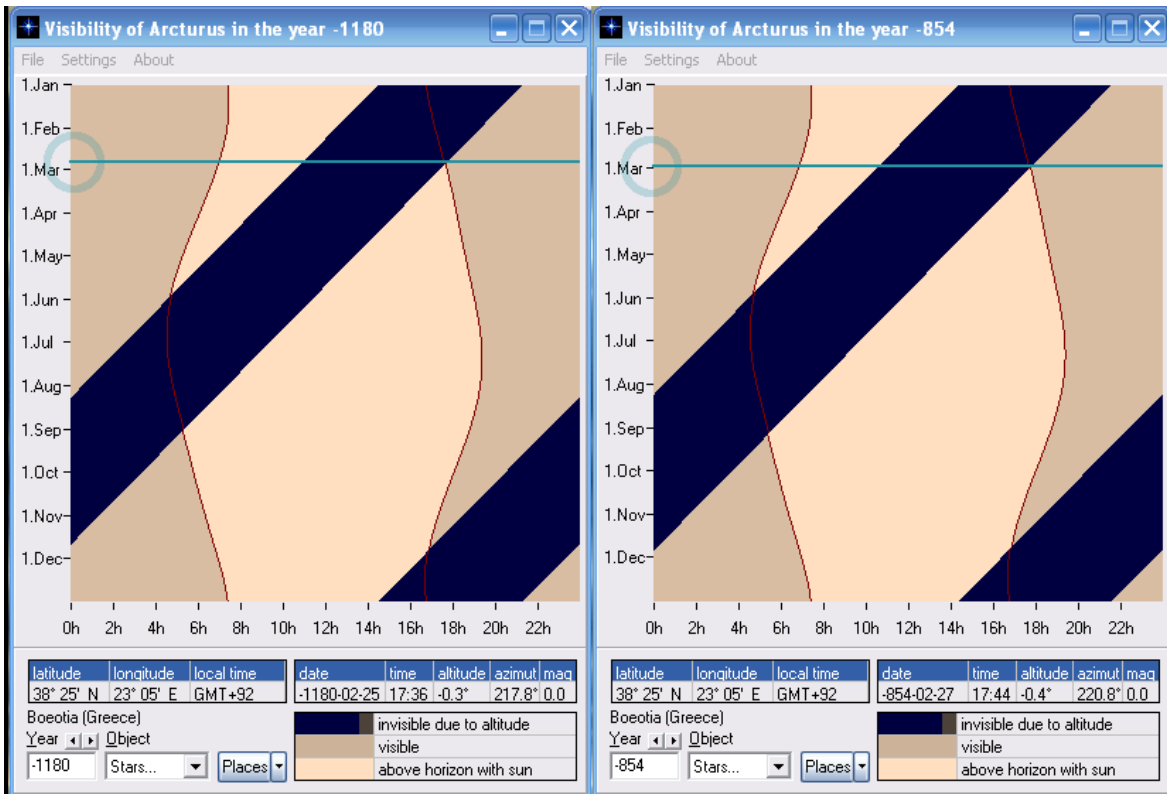 Visibility of Arcturus in the year -1180
File Settings About
1.Jan
1.Feb
1.Mar
1.Apr
1.May
1.Jun
1.Jul
1.Aug
1.Sep
1.Oct
1.Nov
1.Dec
0h 2h 4h 6h 8h 10h 12h 14h 16h 18h 20h 22h
latitude longitude local time
38° 25' N 23° 05' E GMT+92
date time altitude azimut mag
-1180-02-25 17:36 -0.3° 217.8° 0.0
Boeotia (Greece)
Year Object
-1180 Stars... Places
invisible due to altitude
visible
above horizon with sun
Visibility of Arcturus in the year -854
File Settings About
1.Jan
1.Feb
1.Mar
1.Apr
1.May
1.Jun
1.Jul
1.Aug
1.Sep
1.Oct
1.Nov
1.Dec
0h 2h 4h 6h 8h 10h 12h 14h 16h 18h 20h 22h
latitude longitude local time
38° 25' N 23° 05' E GMT+92
date time altitude azimut mag
-854-02-27 17:44 -0.4° 220.8° 0.0
Boeotia (Greece)
Year Object
-854 Stars... Places
invisible due to altitude
visible
above horizon with sun